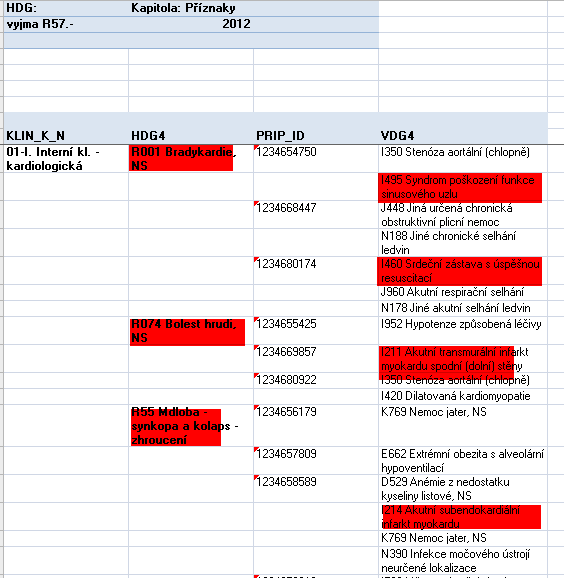 HDG: Kapitola: Příznaky
vyjma R57.- 2012
KLIN_K_N HDG4 PRIP_ID VDG4
01-I. Interní kl. - R001 Bradykardie, 1234654750 I350 Stenóza aortální (chlopně)
kardiologická NS
I495 Syndrom poškození funkce
sinusového uzlu
1234668447 J448 Jiná určená chronická
obstruktivní plicní nemoc
N188 Jiné chronické selhání
ledvin
1234680174 I460 Srdeční zástava s úspěšnou
resuscitací
J960 Akutní respirační selhání
N178 Jiné akutní selhání ledvin
R074 Bolest hrudi, 1234655425 I952 Hypotenze způsobená léčivy
NS
1234669857 I211 Akutní transmurální infarkt
myokardu spodní [dolní] stěny
1234680922 I350 Stenóza aortální (chlopně)
I420 Dilatovaná kardiomyopatie
R55 Mdloba - 1234656179 K769 Nemoc jater, NS
synkopa a kolaps -
zhroucení
1234657809 E662 Extrémní obezita s alveolární
hypoventilací
1234658589 D529 Anémie z nedostatku
kyseliny listové, NS
I214 Akutní subendokardiální
infarkt myokardu
K769 Nemoc jater, NS
N390 Infekce močového ústrojí
neurčené lokalizace